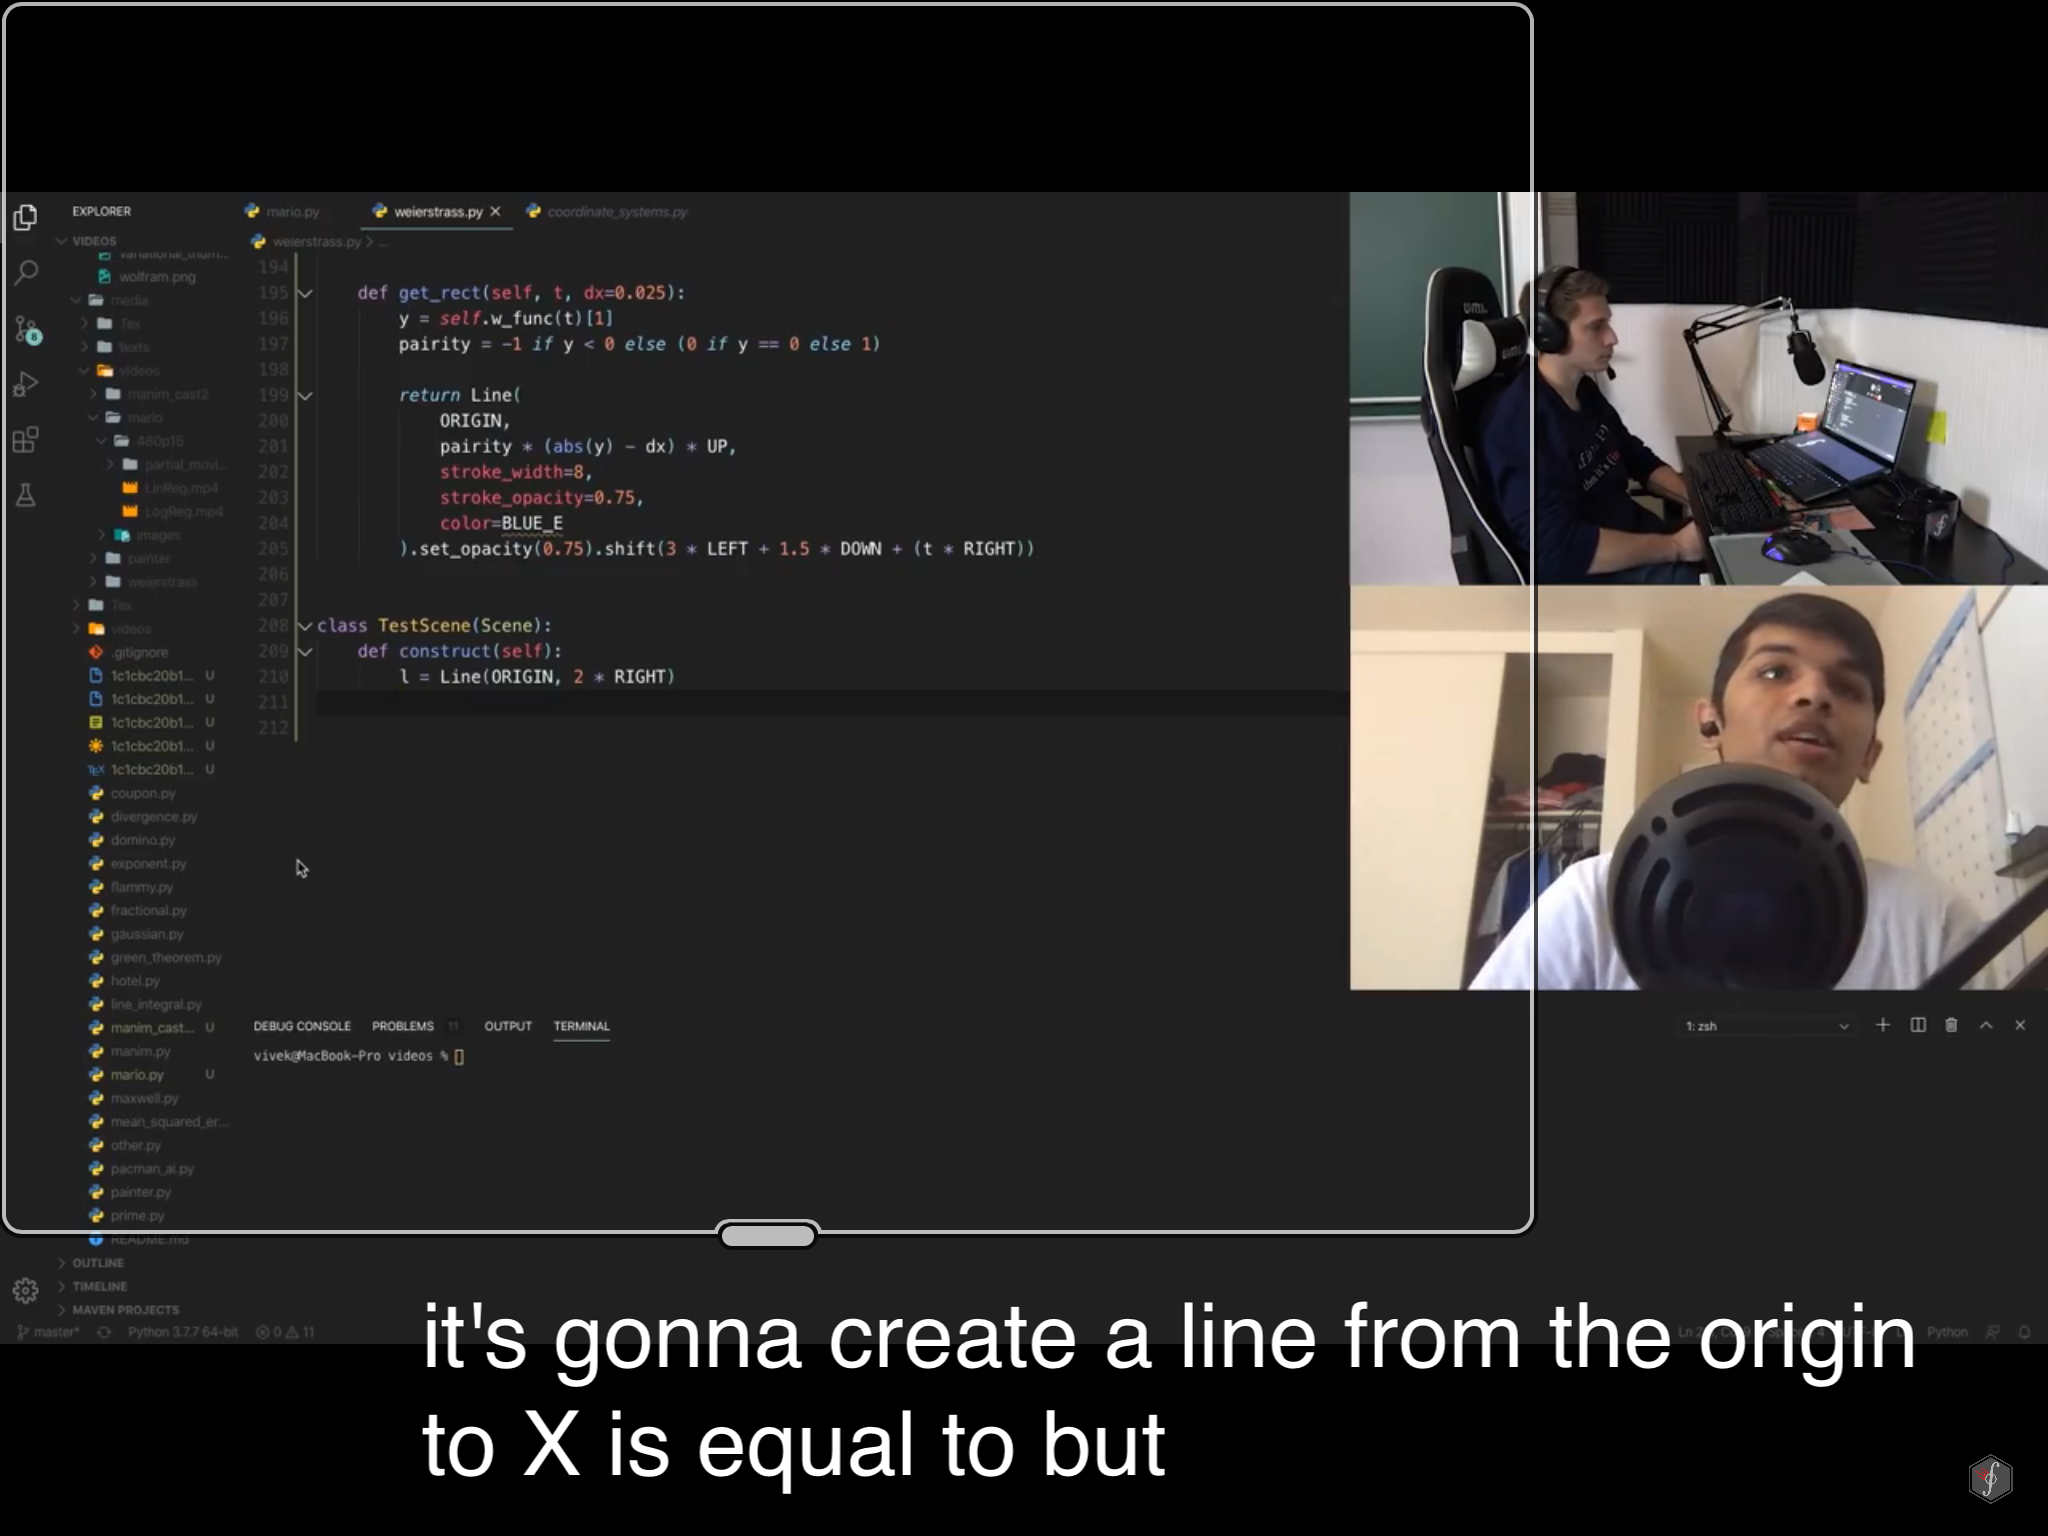 EXPLORER
mario.py
weierstrass.py
coordinate_systems.py
VIDEOS
weierstrass.py > ...
wolfram.png
media
Tex
texts
videos
manim_cast2
mario
480p15
partial_movi...
LinReg.mp4
LogReg.mp4
images
painter
weierstrass
Tex
videos
.gitignore
1c1cbc20b1... U
1c1cbc20b1... U
1c1cbc20b1... U
1c1cbc20b1... U
1c1cbc20b1... U
coupon.py
divergence.py
domino.py
exponent.py
flammy.py
fractional.py
gaussian.py
green_theorem.py
hotel.py
line_integral.py
manim_cast... U
manim.py
mario.py U
maxwell.py
mean_squared_er...
other.py
pacman_ai.py
painter.py
prime.py
README.md
OUTLINE
TIMELINE
MAVEN PROJECTS
194
195 def get_rect(self, t, dx=0.025):
196 y = self.w_func(t)[1]
197 pairity = -1 if y < 0 else (0 if y == 0 else 1)
198
199 return Line(
200 ORIGIN,
201 pairity * (abs(y) - dx) * UP,
202 stroke_width=8,
203 stroke_opacity=0.75,
204 color=BLUE_E
205 ).set_opacity(0.75).shift(3 * LEFT + 1.5 * DOWN + (t * RIGHT))
206
207
208 class TestScene(Scene):
209 def construct(self):
210 l = Line(ORIGIN, 2 * RIGHT)
211
212
DEBUG CONSOLE PROBLEMS 11 OUTPUT TERMINAL
1: zsh
vivek@MacBook-Pro videos %
master* Python 3.7.7 64-bit 0 11
Python
it's gonna create a line from the origin
to X is equal to but